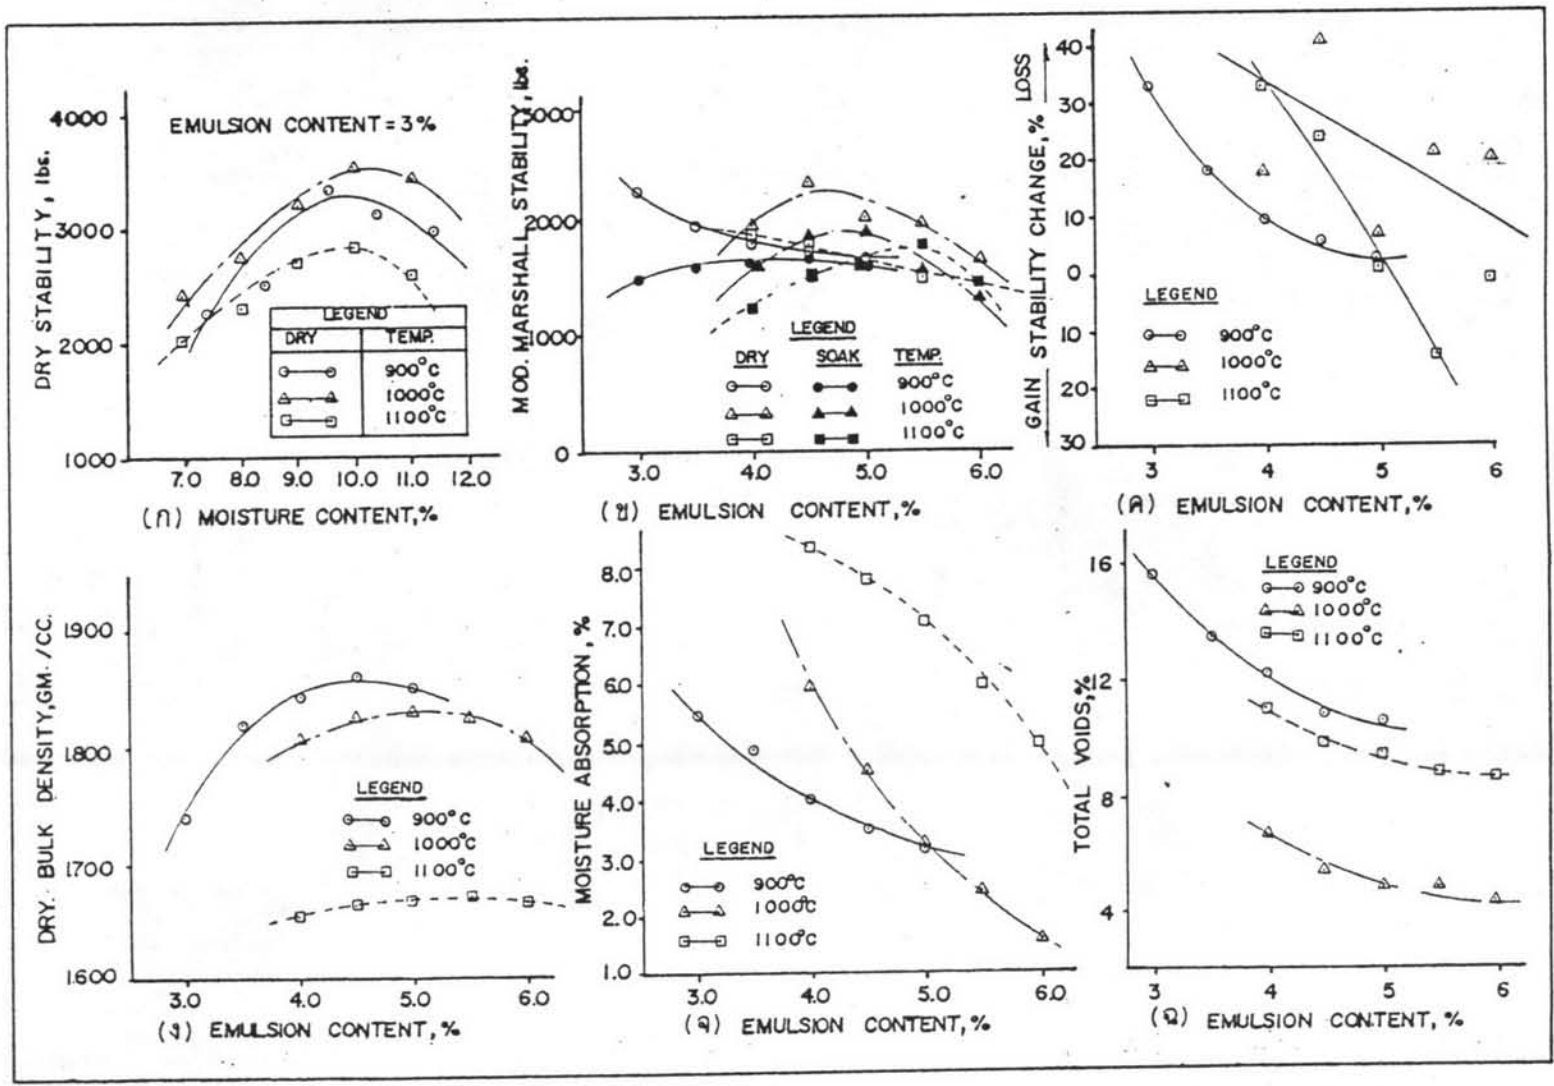 DRY STABILITY, lbs.
4000
3000
2000
1000
EMULSION CONTENT = 3%
LEGEND
DRY TEMP.
900°C
1000°C
1100°C
7.0 8.0 9.0 10.0 11.0 12.0
(ก) MOISTURE CONTENT,%
MOD. MARSHALL STABILITY, lbs.
3000
2000
1000
0
LEGEND
DRY SOAK TEMP.
900°C
1000°C
1100°C
3.0 4.0 5.0 6.0
(ข) EMULSION CONTENT,%
GAIN STABILITY CHANGE,% LOSS
40
30
20
10
0
10
20
30
LEGEND
900°C
1000°C
1100°C
3 4 5 6
(ค) EMULSION CONTENT,%
DRY. BULK DENSITY,GM./CC.
1.900
1.800
1.700
1.600
LEGEND
900°C
1000°C
1100°C
3.0 4.0 5.0 6.0
(ง) EMULSION CONTENT,%
MOISTURE ABSORPTION,%
8.0
7.0
6.0
5.0
4.0
3.0
2.0
1.0
LEGEND
900°C
1000°C
1100°C
3.0 4.0 5.0 6.0
(จ) EMULSION CONTENT,%
TOTAL VOIDS,%
16
12
8
4
LEGEND
900°C
1000°C
1100°C
3 4 5 6
(ฉ) EMULSION CONTENT, %